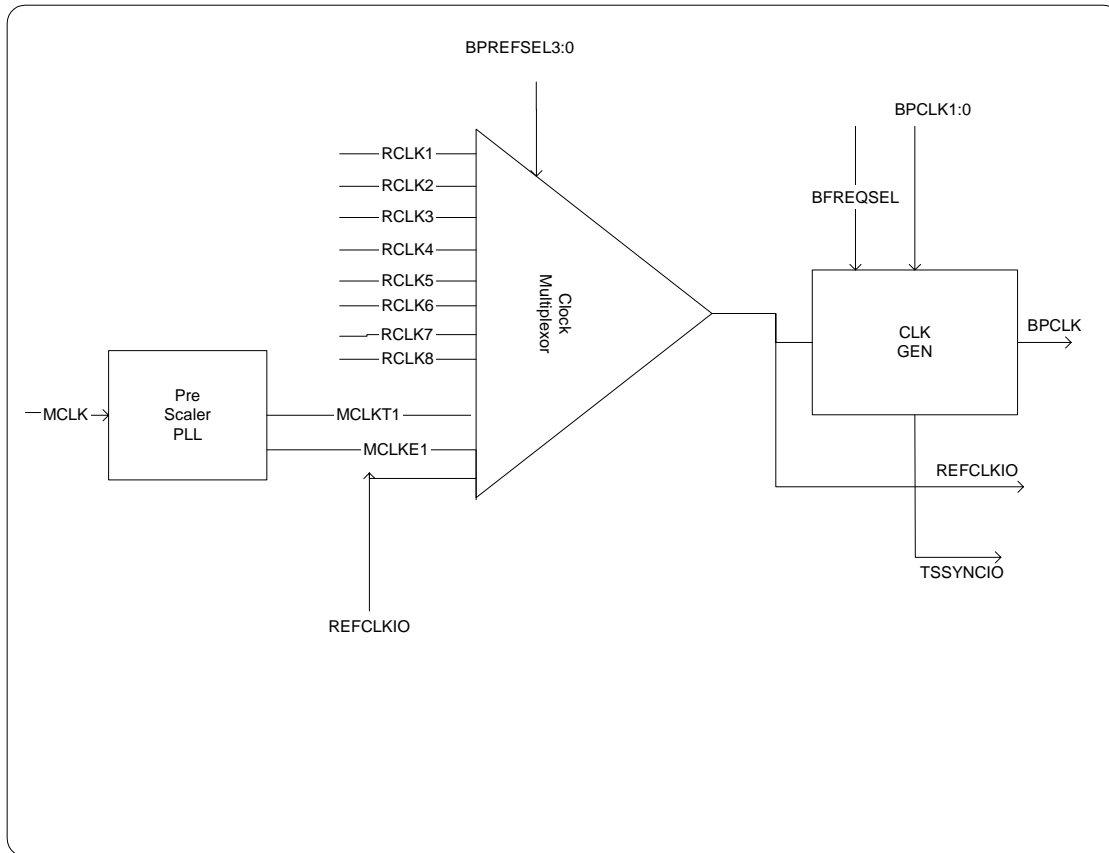 BPREFSEL3:0
BPCLK1:0
RCLK1
RCLK2
BFREQSEL
RCLK3
RCLK4
RCLK5
RCLK6
RCLK7
RCLK8
Clock
Multiplexor
CLK
GEN
BPCLK
Pre
Scaler
PLL
MCLK
MCLKT1
MCLKE1
REFCLKIO
TSSYNCIO
REFCLKIO